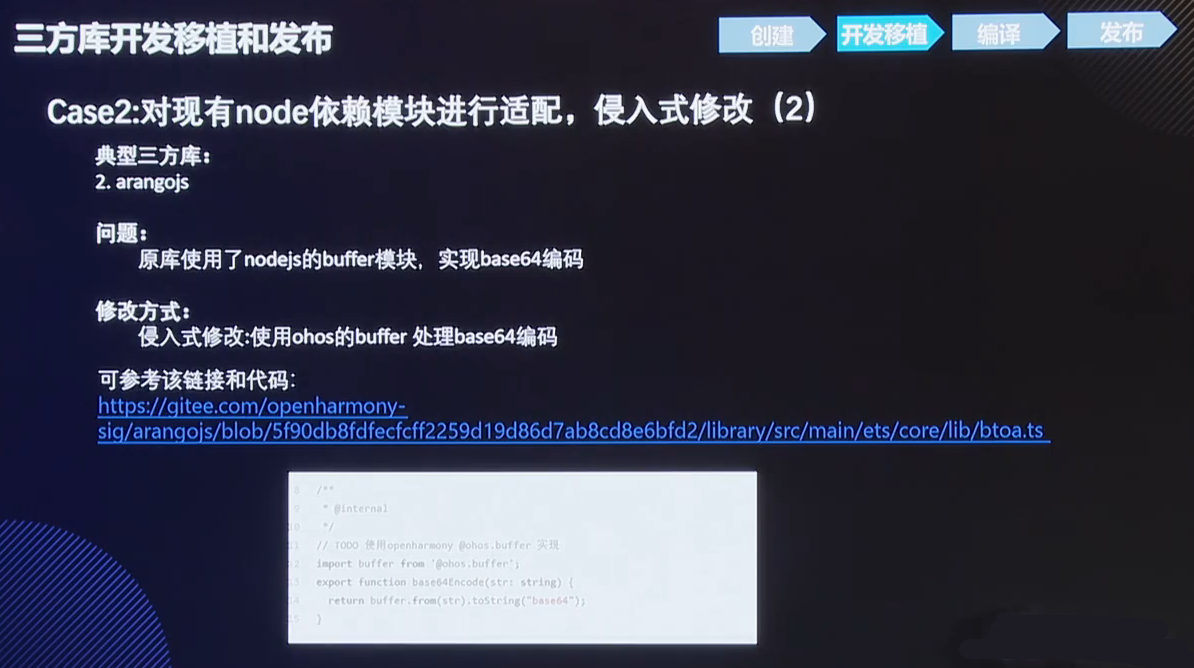 三方库开发移植和发布
创建
开发移植
编译
发布
Case2:对现有node依赖模块进行适配，侵入式修改（2）
典型三方库：
2. arangojs
问题：
原库使用了nodejs的buffer模块，实现base64编码
修改方式：
侵入式修改:使用ohos的buffer 处理base64编码
可参考该链接和代码：
https://gitee.com/openharmony-
sig/arangojs/blob/5f90db8fdfecfcff2259d19d86d7ab8cd8e6bfd2/library/src/main/ets/core/lib/btoa.ts
8 /**
9 * @internal
10 */
11 // TODO 使用openharmony @ohos.buffer 实现
12 import buffer from '@ohos.buffer';
13 export function base64Encode(str: string) {
14 return buffer.from(str).toString("base64");
15 }